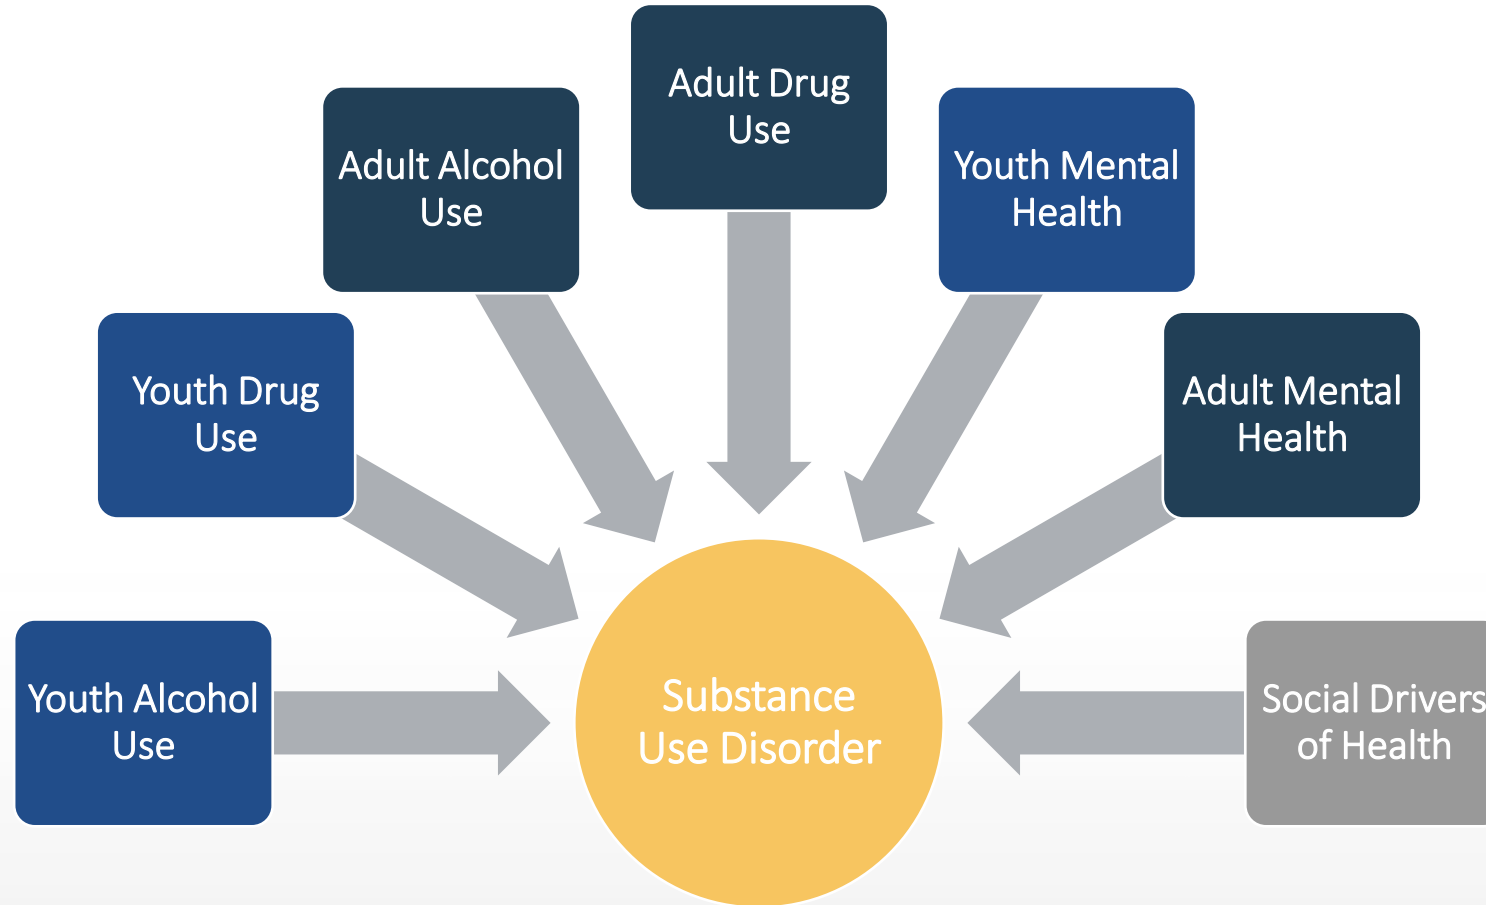 Adult Drug
Use
Adult Alcohol
Use
Youth Mental
Health
Youth Drug
Use
Adult Mental
Health
Youth Alcohol
Use
Substance
Use Disorder
Social Drivers
of Health